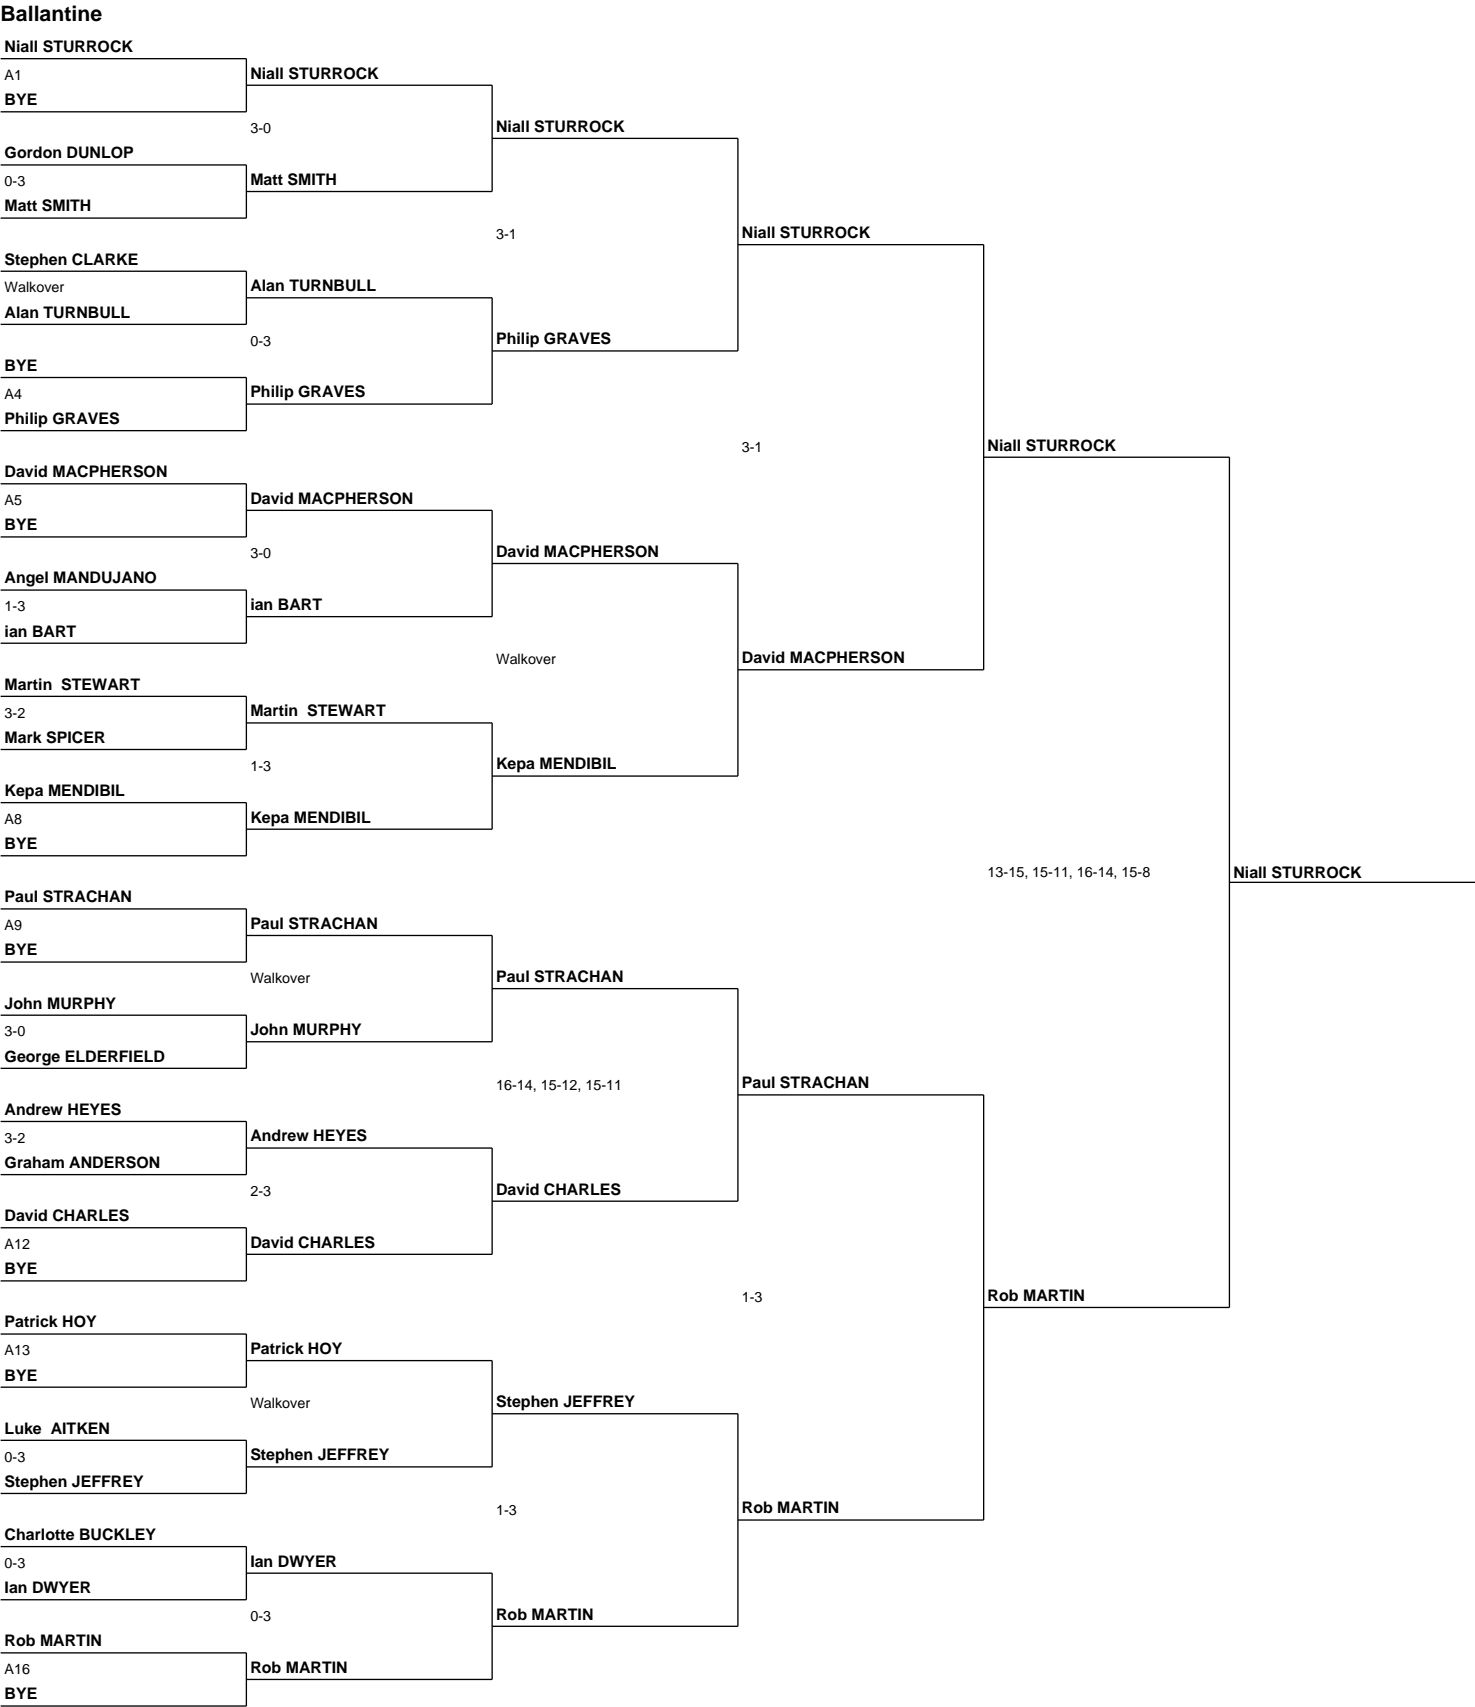 Ballantine
Niall STURROCK
A1
BYE
Niall STURROCK
3-0
Niall STURROCK
Gordon DUNLOP
0-3
Matt SMITH
Matt SMITH
3-1
Niall STURROCK
Stephen CLARKE
Walkover
Alan TURNBULL
Alan TURNBULL
0-3
Philip GRAVES
BYE
A4
Philip GRAVES
Philip GRAVES
3-1
Niall STURROCK
David MACPHERSON
A5
BYE
David MACPHERSON
3-0
David MACPHERSON
Angel MANDUJANO
1-3
ian BART
ian BART
Walkover
David MACPHERSON
Martin  STEWART
3-2
Mark SPICER
Martin  STEWART
1-3
Kepa MENDIBIL
Kepa MENDIBIL
A8
BYE
Kepa MENDIBIL
13-15, 15-11, 16-14, 15-8
Niall STURROCK
Paul STRACHAN
A9
BYE
Paul STRACHAN
Walkover
Paul STRACHAN
John MURPHY
3-0
George ELDERFIELD
John MURPHY
16-14, 15-12, 15-11
Paul STRACHAN
Andrew HEYES
3-2
Graham ANDERSON
Andrew HEYES
2-3
David CHARLES
David CHARLES
A12
BYE
David CHARLES
1-3
Rob MARTIN
Patrick HOY
A13
BYE
Patrick HOY
Walkover
Stephen JEFFREY
Luke  AITKEN
0-3
Stephen JEFFREY
Stephen JEFFREY
1-3
Rob MARTIN
Charlotte BUCKLEY
0-3
Ian DWYER
Ian DWYER
0-3
Rob MARTIN
Rob MARTIN
A16
BYE
Rob MARTIN